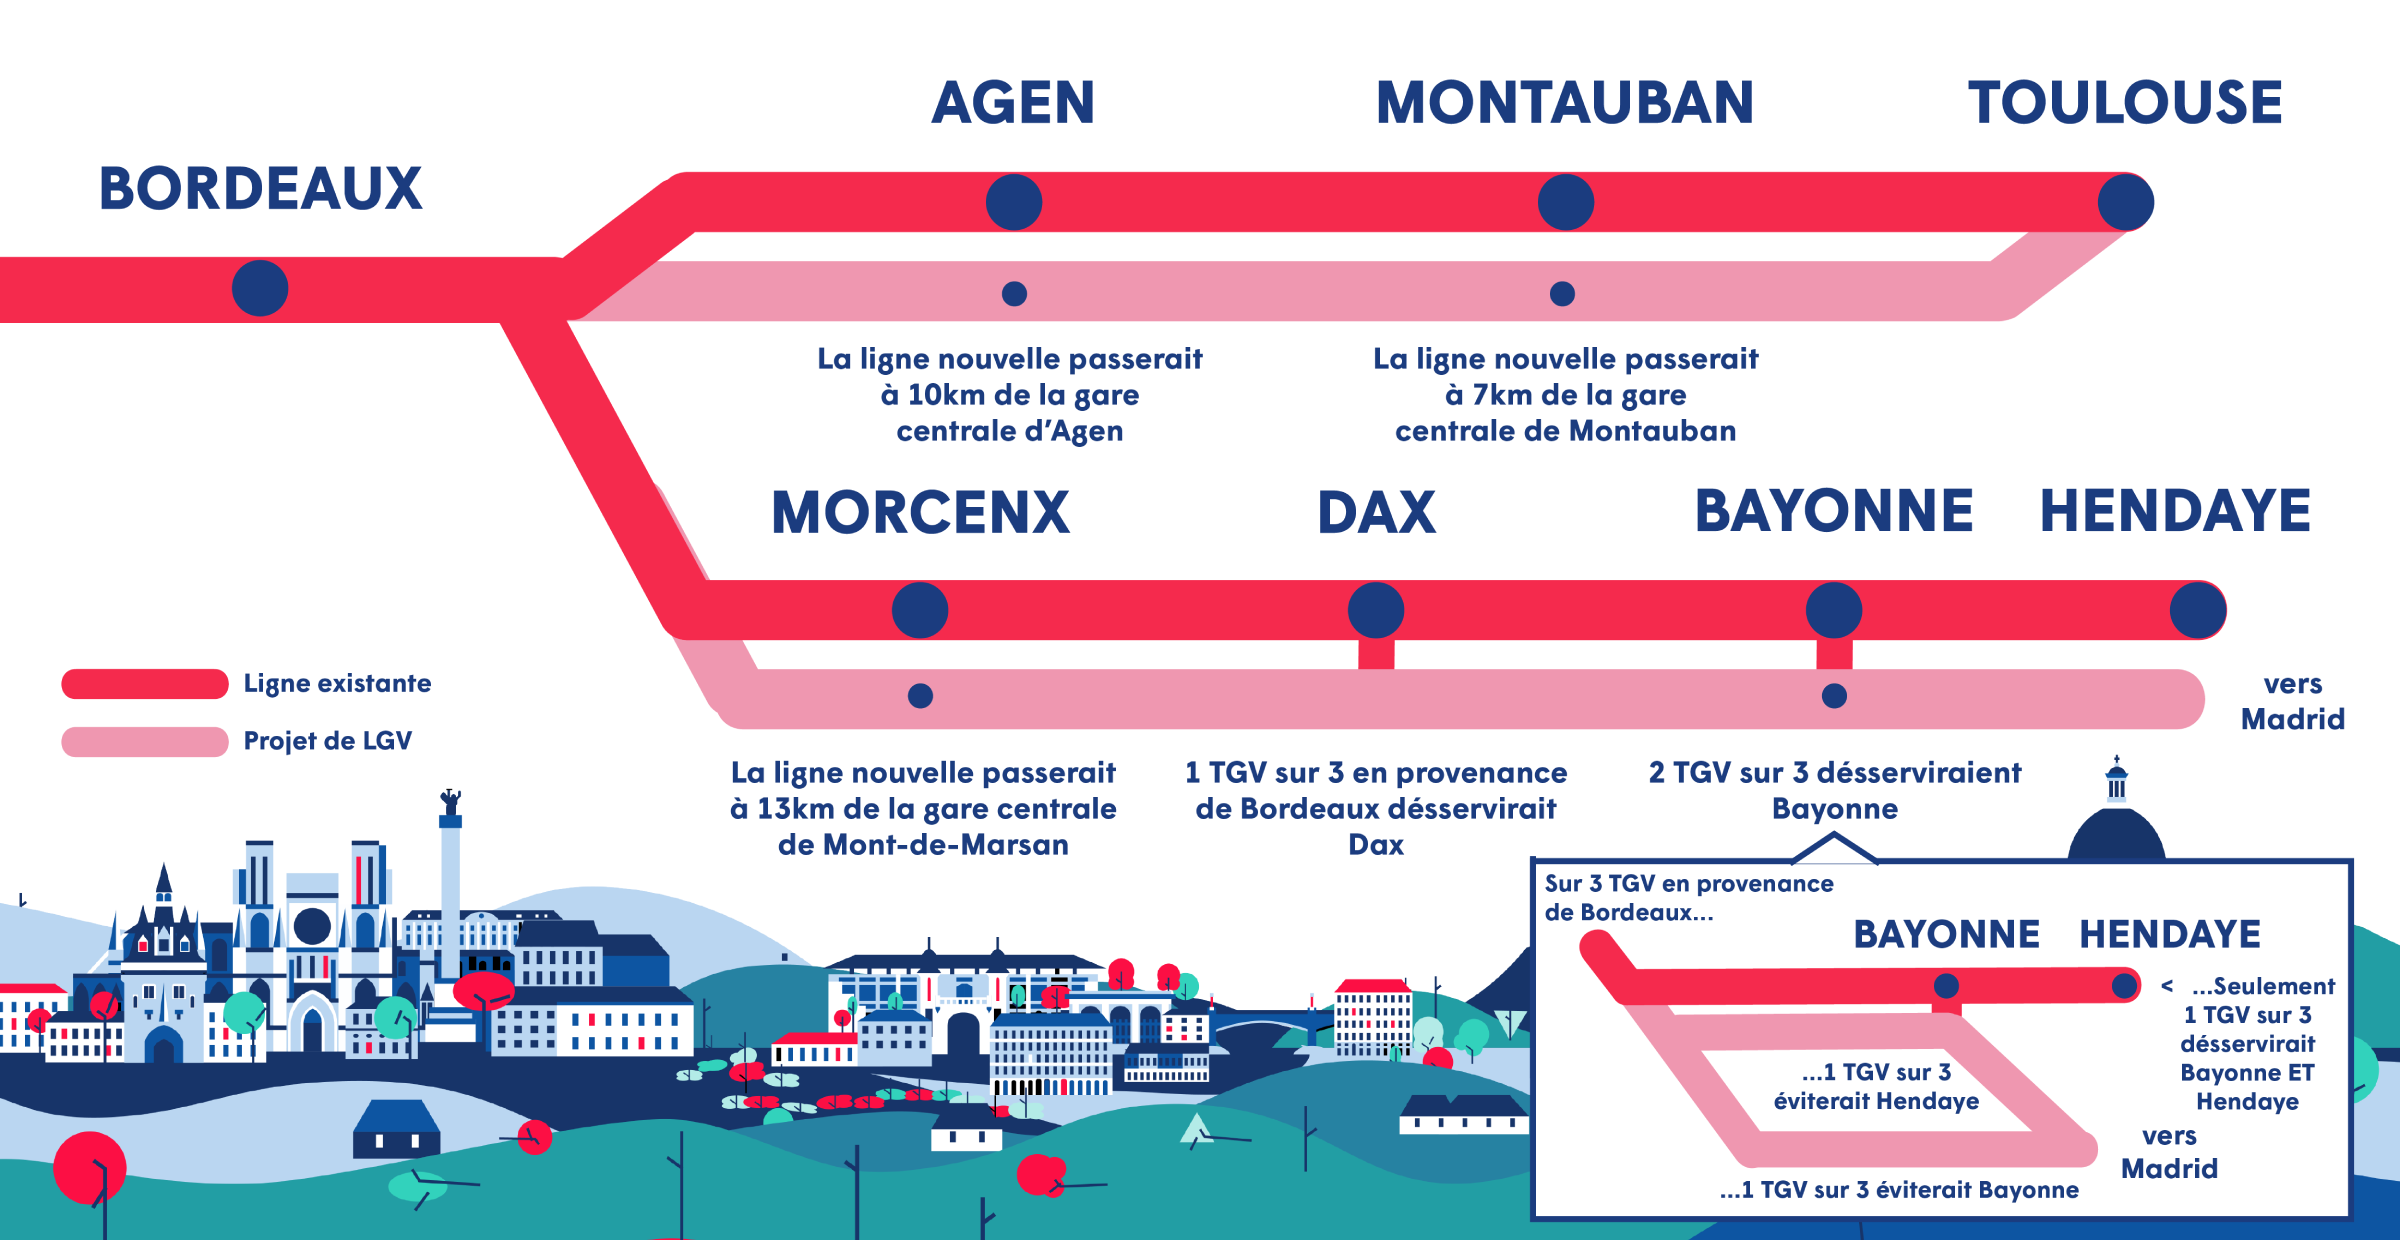 BORDEAUX
AGEN
MONTAUBAN
TOULOUSE
La ligne nouvelle passerait
à 10km de la gare
centrale d’Agen
La ligne nouvelle passerait
à 7km de la gare
centrale de Montauban
MORCENX
DAX
BAYONNE
HENDAYE
Ligne existante
Projet de LGV
vers
Madrid
La ligne nouvelle passerait
à 13km de la gare centrale
de Mont-de-Marsan
1 TGV sur 3 en provenance
de Bordeaux désservirait
Dax
2 TGV sur 3 désserviraient
Bayonne
Sur 3 TGV en provenance
de Bordeaux...
BAYONNE
HENDAYE
< ...Seulement
1 TGV sur 3
désservirait
Bayonne ET
Hendaye
...1 TGV sur 3
éviterait Hendaye
vers
Madrid
...1 TGV sur 3 éviterait Bayonne